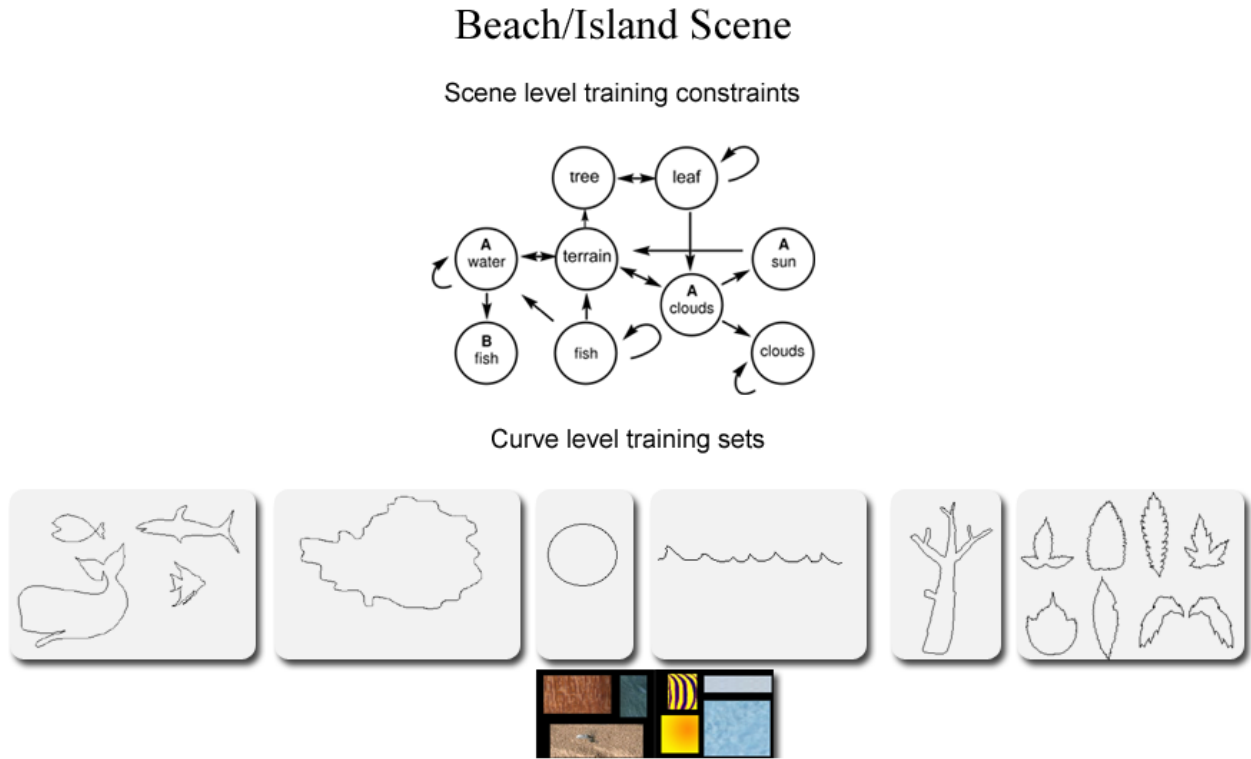 Beach/Island Scene
Scene level training constraints
tree
leaf
A
water
terrain
A
sun
A
clouds
B
fish
fish
clouds
Curve level training sets